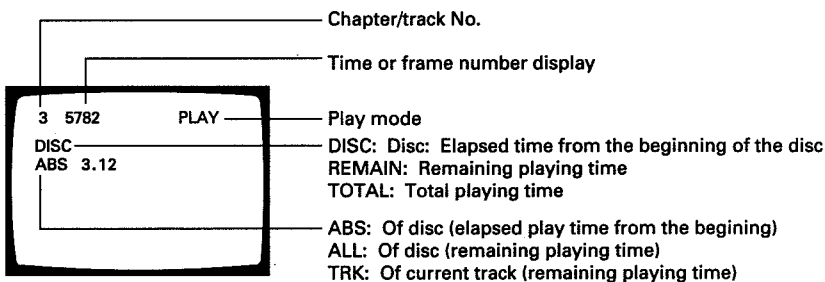 Chapter/track No.
Time or frame number display
3 5782 PLAY
Play mode
DISC
DISC: Disc: Elapsed time from the beginning of the disc
ABS 3.12
REMAIN: Remaining playing time
TOTAL: Total playing time
ABS: Of disc (elapsed play time from the begining)
ALL: Of disc (remaining playing time)
TRK: Of current track (remaining playing time)